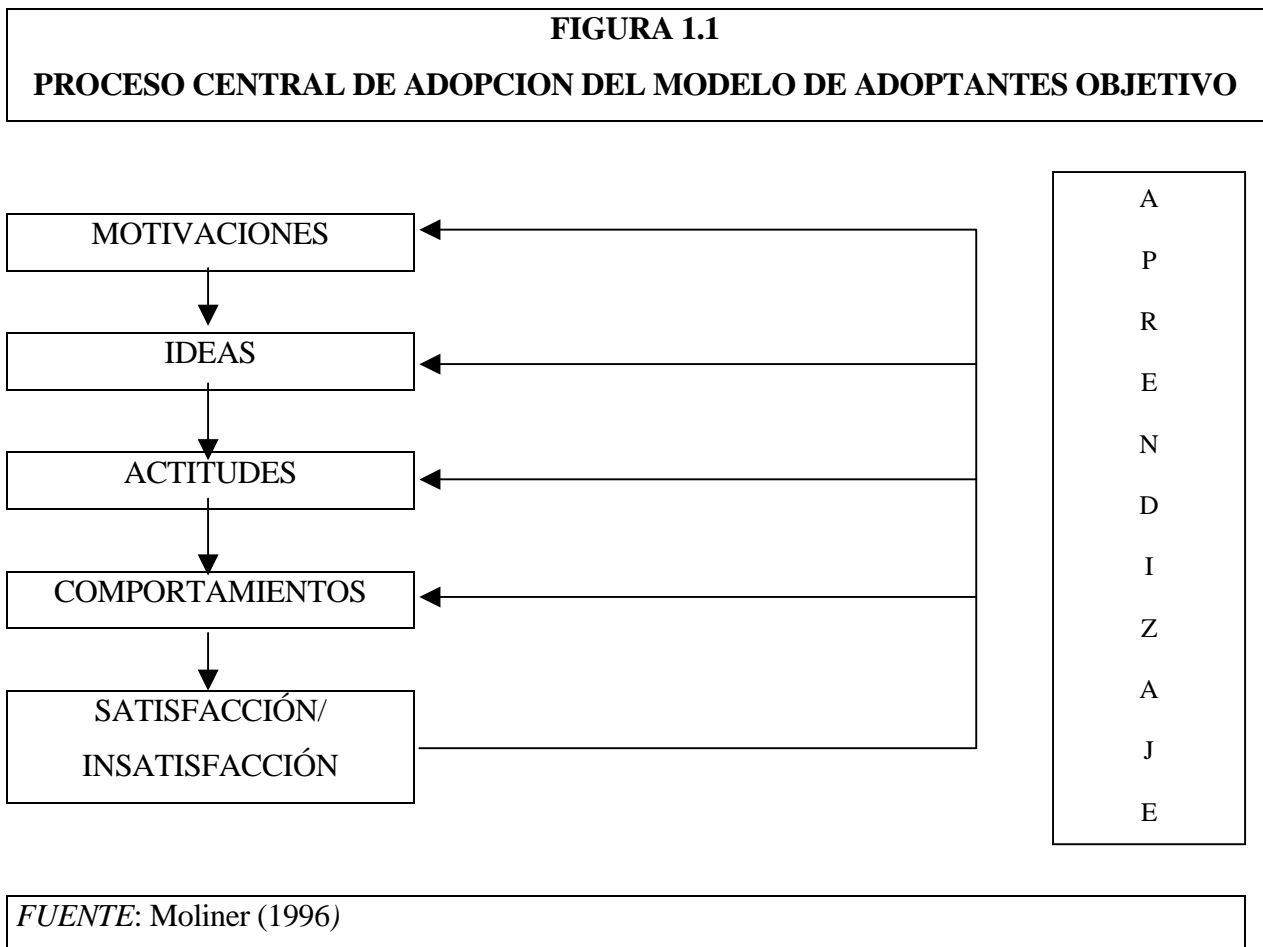 FIGURA 1.1
PROCESO CENTRAL DE ADOPCION DEL MODELO DE ADOPTANTES OBJETIVO
MOTIVACIONES
IDEAS
ACTITUDES
COMPORTAMIENTOS
SATISFACCIÓN/
INSATISFACCIÓN
A
P
R
E
N
D
I
Z
A
J
E
FUENTE: Moliner (1996)